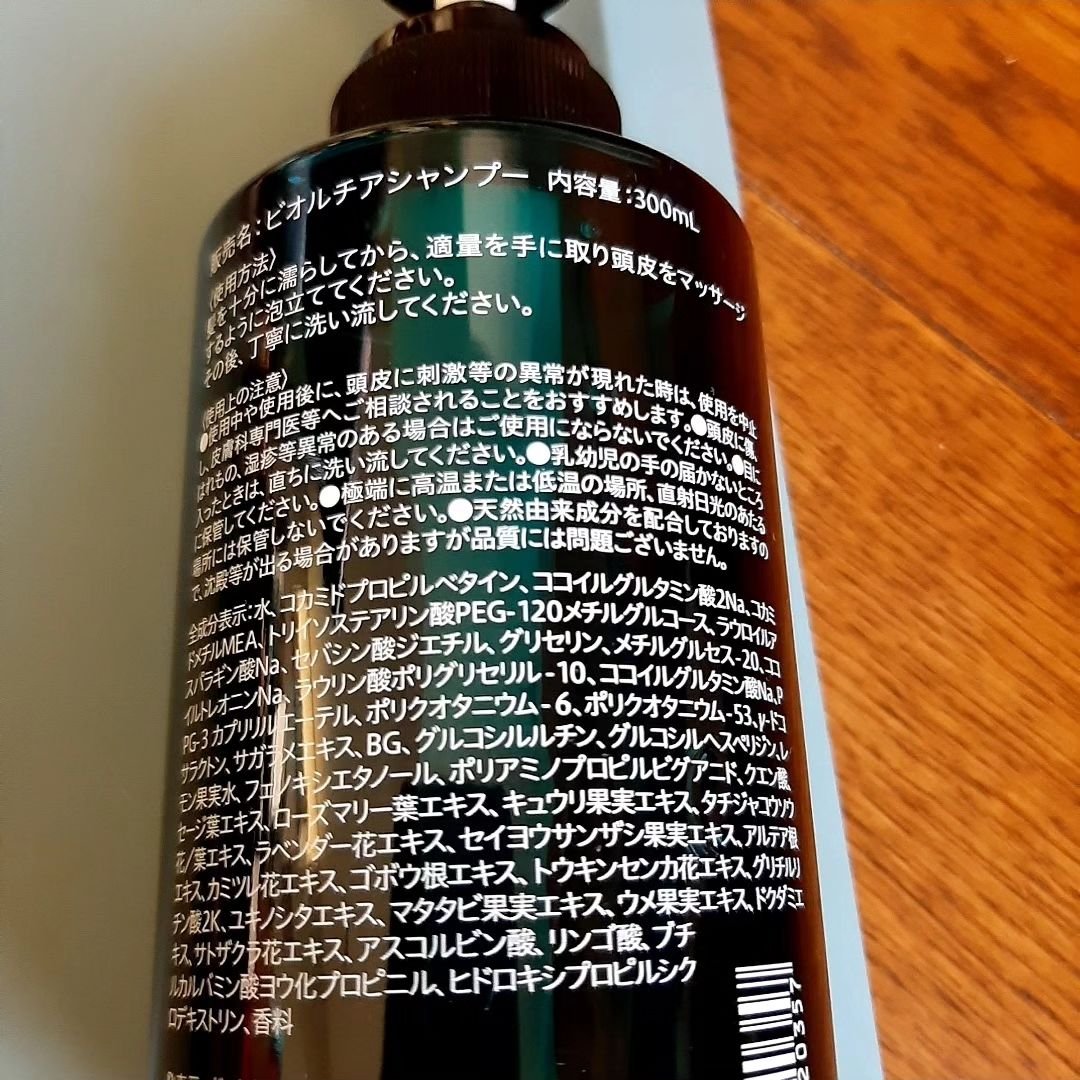 販売名:ビオルチアシャンプー 内容量:300mL
〈使用方法〉
髪を十分に濡らしてから、適量を手に取り頭皮をマッサージ
するように泡立ててください。
その後、丁寧に洗い流してください。
〈使用上の注意〉
●使用中や使用後に、頭皮に刺激等の異常が現れた時は、使用を中止
し、皮膚科専門医等へご相談されることをおすすめします。●頭皮に傷、
はれもの、湿疹等異常のある場合はご使用にならないでください。●目に
入ったときは、直ちに洗い流してください。●乳幼児の手の届かないところ
に保管してください。●極端に高温または低温の場所、直射日光のあたる
場所には保管しないでください。●天然由来成分を配合しておりますの
で、沈殿等が出る場合がありますが品質には問題ございません。
全成分表示:水、コカミドプロピルベタイン、ココイルグルタミン酸2Na、コカミ
ドメチルMEA、トリイソステアリン酸PEG-120メチルグルコース、ラウロイルア
スパラギン酸Na、セバシン酸ジエチル、グリセリン、メチルグルセス-20、ココ
イルトレオニンNa、ラウリン酸ポリグリセリル-10、ココイルグルタミン酸Na、P
PG-3カプリリルエーテル、ポリクオタニウム-6、ポリクオタニウム-53、γ-ドコ
サラクトン、サガラメエキス、BG、グルコシルルチン、グルコシルヘスペリジン、レ
モン果実水、フェノキシエタノール、ポリアミノプロピルビグアニド、クエン酸、
セージ葉エキス、ローズマリー葉エキス、キュウリ果実エキス、タチジャコウソウ
花/葉エキス、ラベンダー花エキス、セイヨウサンザシ果実エキス、アルテア根
エキス、カミツレ花エキス、ゴボウ根エキス、トウキンセンカ花エキス、グリチルリ
チン酸2K、ユキノシタエキス、マタタビ果実エキス、ウメ果実エキス、ドクダミエ
キス、サトザクラ花エキス、アスコルビン酸、リンゴ酸、ブチ
ルカルバミン酸ヨウ化プロピニル、ヒドロキシプロピルシク
ロデキストリン、香料
20357